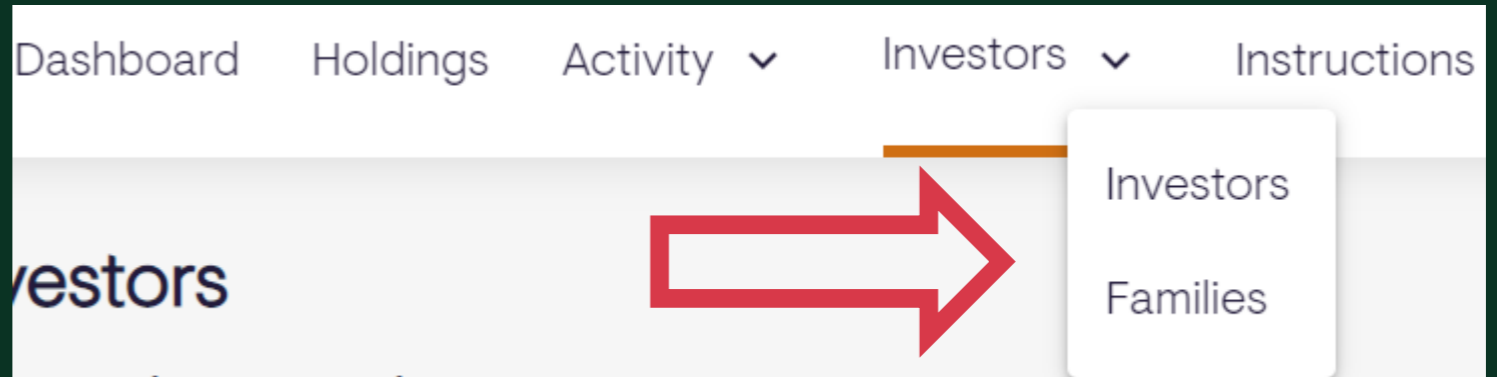 Dashboard Holdings Activity Investors Instructions
Investors
vestors
Families